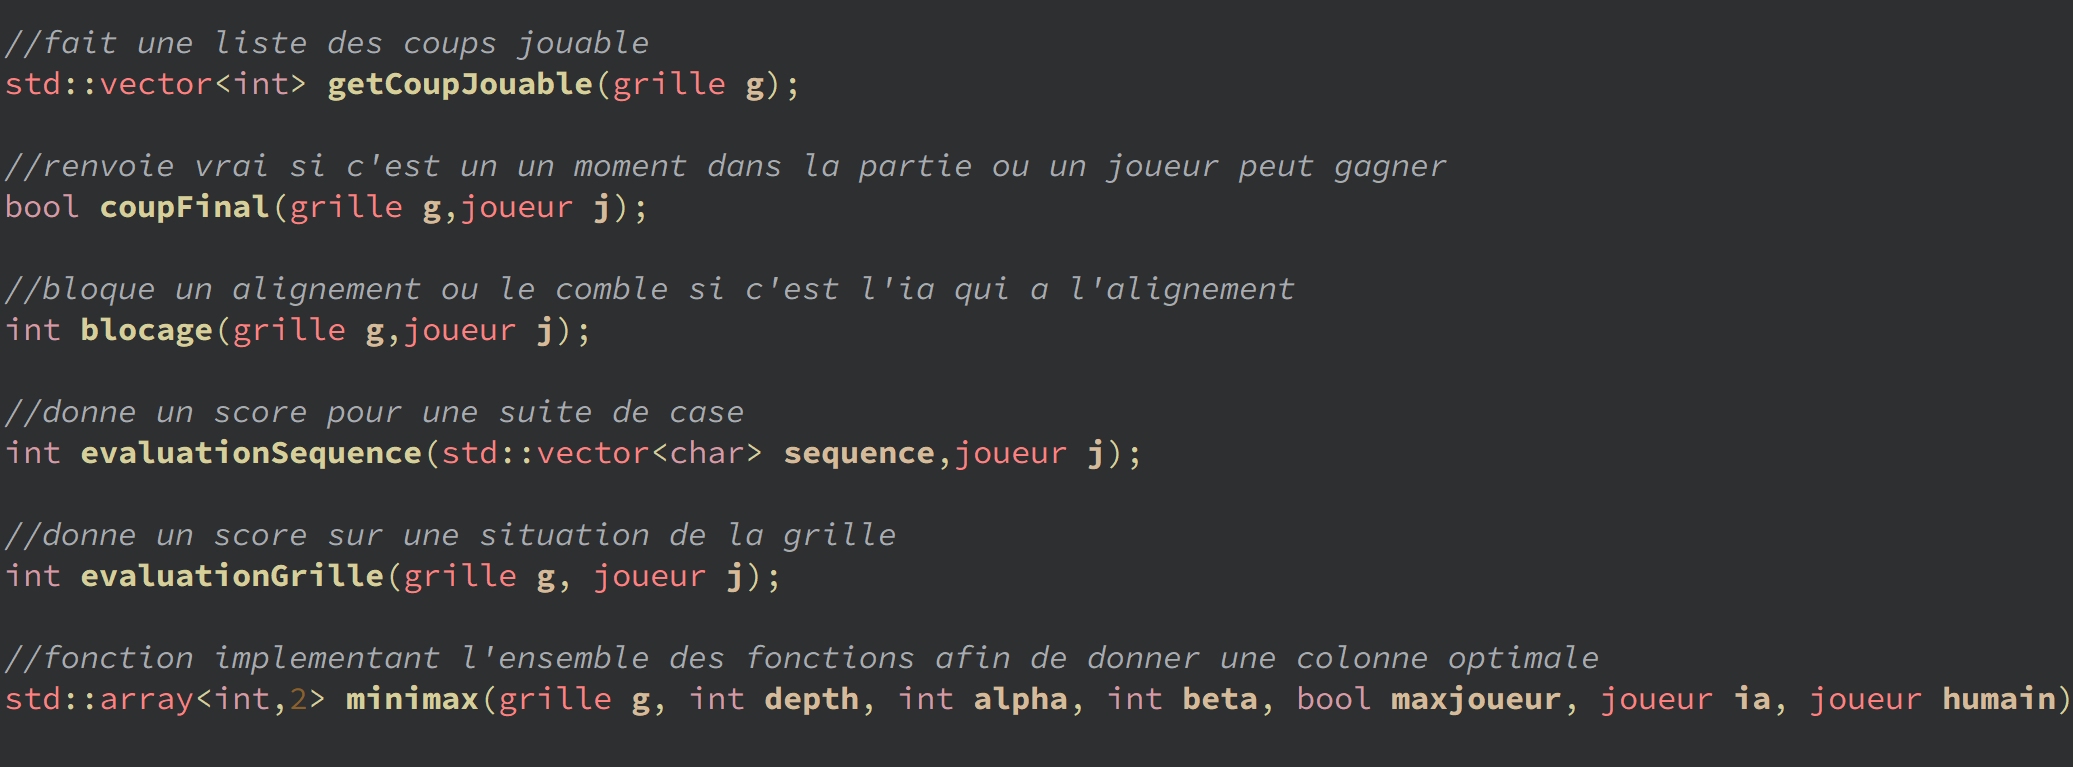 //fait une liste des coups jouable
std::vector<int> getCoupJouable(grille g);
//renvoie vrai si c'est un un moment dans la partie ou un joueur peut gagner
bool coupFinal(grille g,joueur j);
//bloque un alignement ou le comble si c'est l'ia qui a l'alignement
int blocage(grille g,joueur j);
//donne un score pour une suite de case
int evaluationSequence(std::vector<char> sequence,joueur j);
//donne un score sur une situation de la grille
int evaluationGrille(grille g, joueur j);
//fonction implementant l'ensemble des fonctions afin de donner une colonne optimale
std::array<int,2> minimax(grille g, int depth, int alpha, int beta, bool maxjoueur, joueur ia, joueur humain)